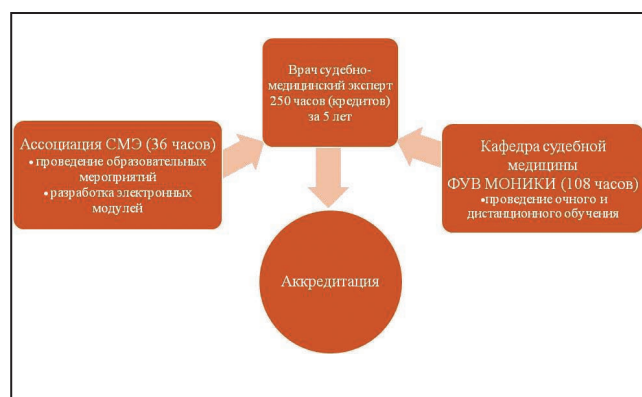 Врач судебно-
медицинский эксперт
250 часов (кредитов)
за 5 лет
Ассоциация СМЭ (36 часов)
• проведение образовательных
мероприятий
• разработка электронных
модулей
Кафедра судебной
медицины
ФУВ МОНИКИ (108 часов)
•проведение очного и
дистанционного обучения
Аккредитация